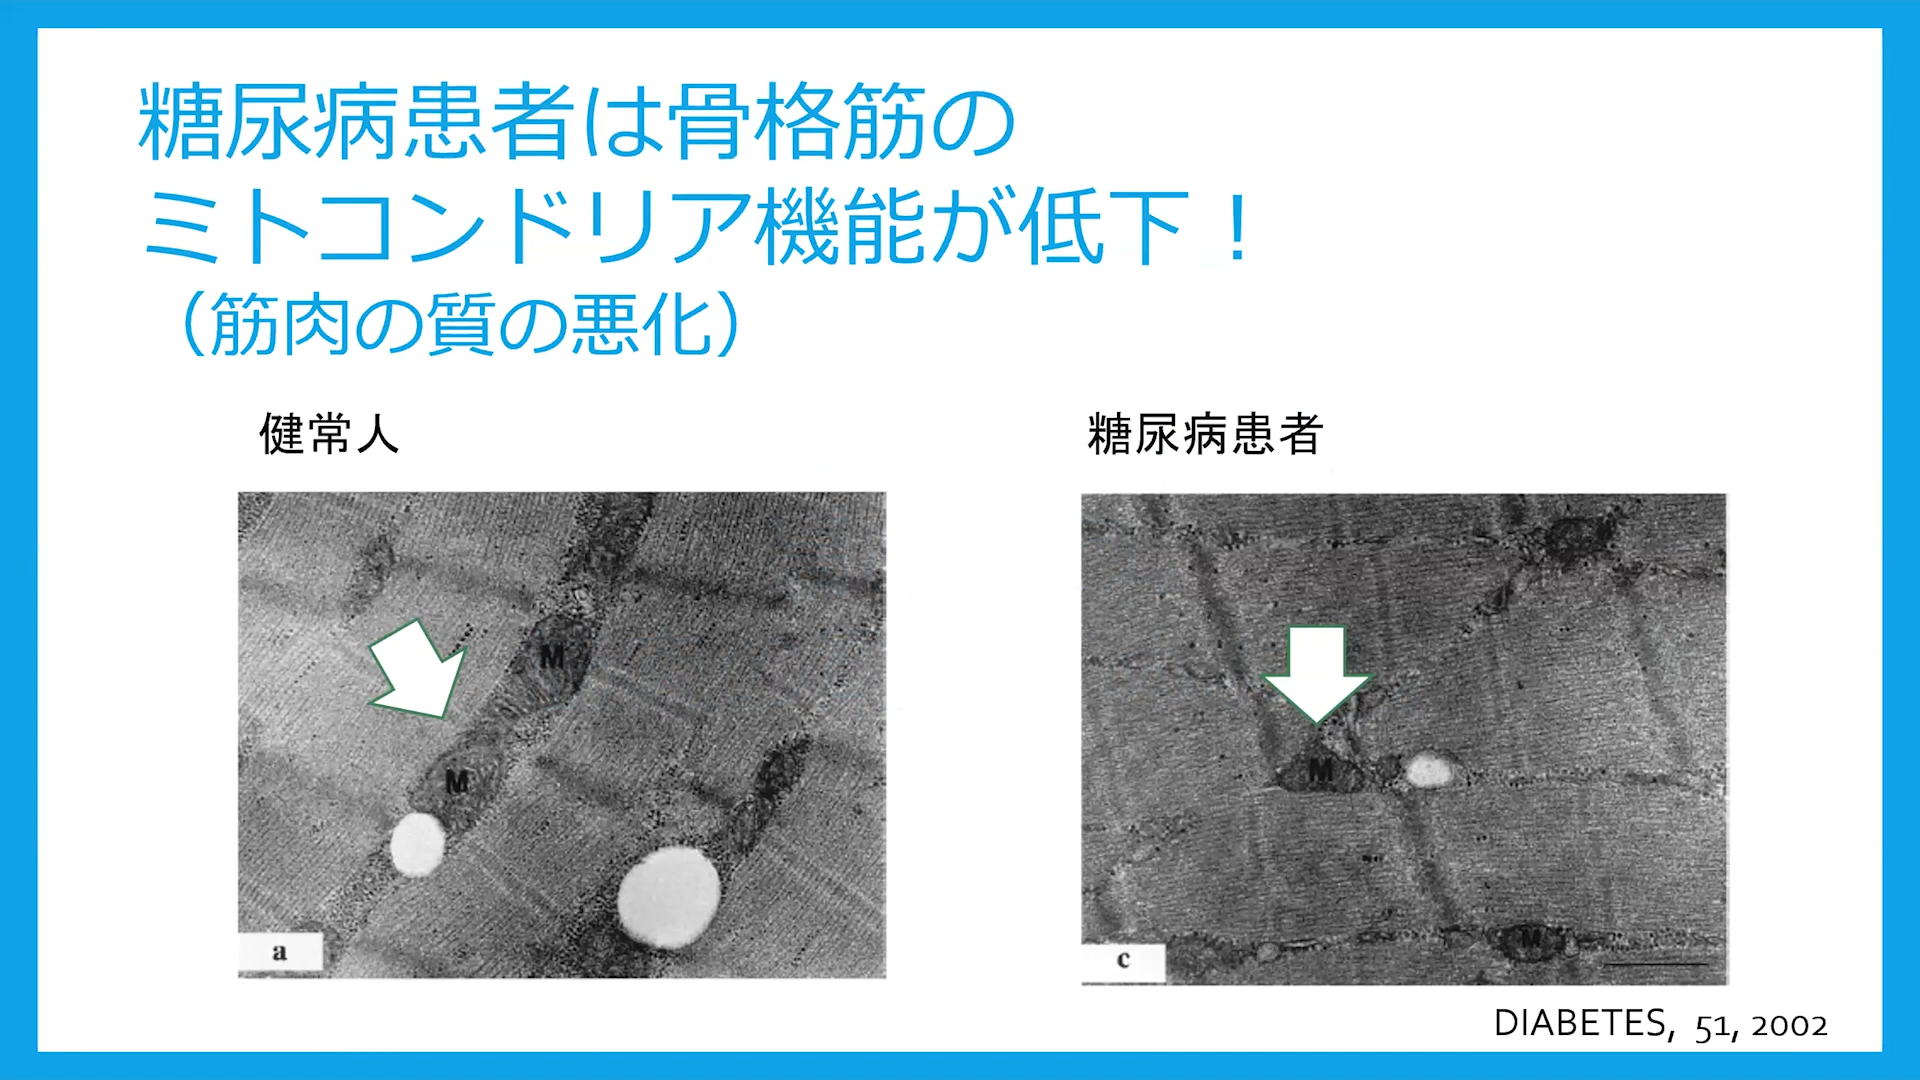 糖尿病患者は骨格筋の
ミトコンドリア機能が低下！
（筋肉の質の悪化）
健常人
糖尿病患者
M
M
a
M
M
c
DIABETES, 51, 2002